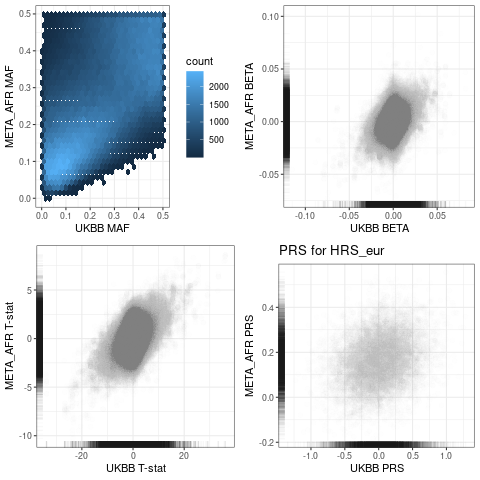 0.5
0.4
0.3
0.2
0.1
0.0
META_AFR MAF
0.0 0.1 0.2 0.3 0.4 0.5
UKBB MAF
count
2000
1500
1000
500
0.10
0.05
0.00
-0.05
META_AFR BETA
-0.10 -0.05 0.00 0.05
UKBB BETA
5
0
-5
-10
META_AFR T-stat
-20 0 20
UKBB T-stat
PRS for HRS_eur
0.4
0.2
0.0
-0.2
META_AFR PRS
-1.0 -0.5 0.0 0.5 1.0
UKBB PRS